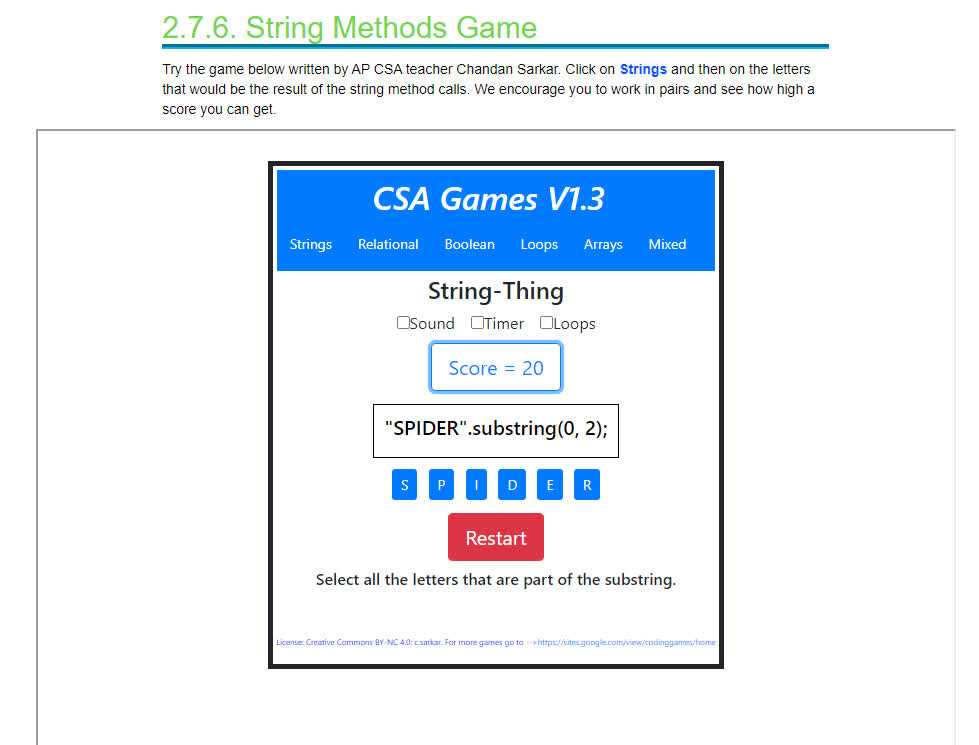 2.7.6. String Methods Game
Try the game below written by AP CSA teacher Chandan Sarkar. Click on Strings and then on the letters
that would be the result of the string method calls. We encourage you to work in pairs and see how high a
score you can get.
CSA Games V1.3
Strings Relational Boolean Loops Arrays Mixed
String-Thing
Sound Timer Loops
Score = 20
"SPIDER".substring(0, 2);
S P I D E R
Restart
Select all the letters that are part of the substring.
License: Creative Commons BY-NC 4.0: c.sarkar. For more games go to -->https://sites.google.com/view/codinggames/home